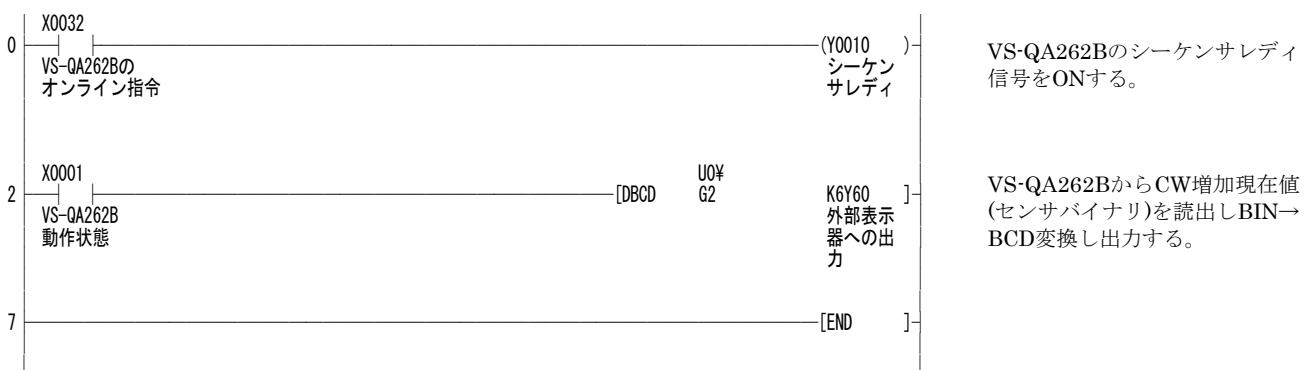 X0032
0
(Y0010 )
VS-QA262Bの
オンライン指令
シーケン
サレディ
VS-QA262Bのシーケンサレディ
信号をONする。
X0001
2
[DBCD U0¥
G2 K6Y60 ]
VS-QA262B
動作状態
外部表示
器への出
力
VS-QA262BからCW増加現在値
(センサバイナリ)を読出しBIN→
BCD変換し出力する。
7
[END ]